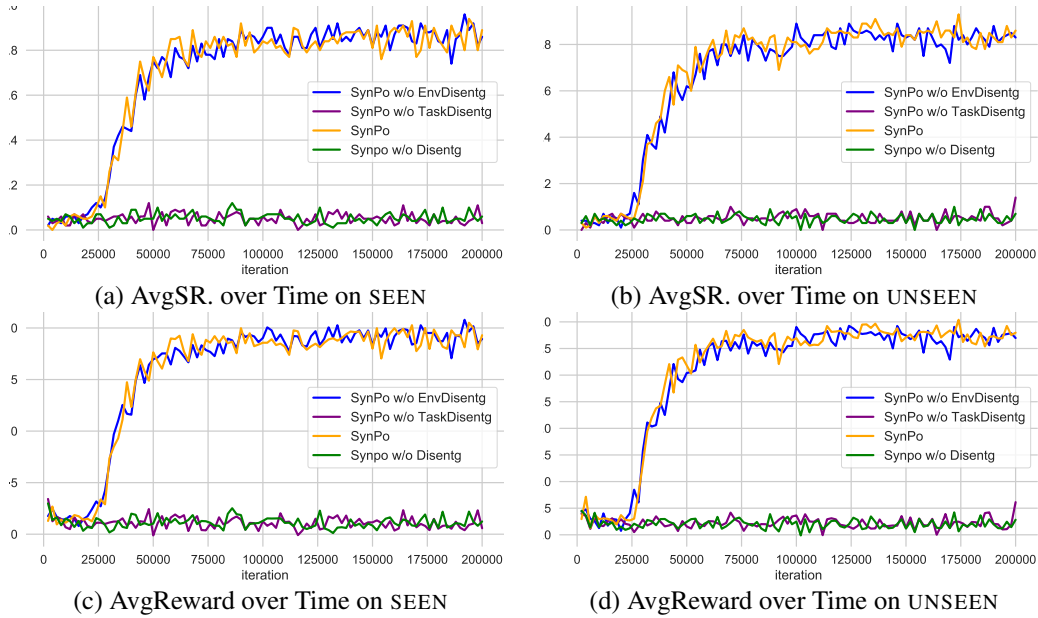 .0
.8
.6
.4
.2
.0
SynPo w/o EnvDisentg
SynPo w/o TaskDisentg
SynPo
Synpo w/o Disentg
0 25000 50000 75000 100000 125000 150000 175000 200000
iteration
(a) AvgSR. over Time on SEEN
.8
.6
.4
.2
.0
SynPo w/o EnvDisentg
SynPo w/o TaskDisentg
SynPo
Synpo w/o Disentg
0 25000 50000 75000 100000 125000 150000 175000 200000
iteration
(b) AvgSR. over Time on UNSEEN
0
5
0
5
0
SynPo w/o EnvDisentg
SynPo w/o TaskDisentg
SynPo
Synpo w/o Disentg
0 25000 50000 75000 100000 125000 150000 175000 200000
iteration
(c) AvgReward over Time on SEEN
0
5
0
5
0
5
0
5
0
SynPo w/o EnvDisentg
SynPo w/o TaskDisentg
SynPo
Synpo w/o Disentg
0 25000 50000 75000 100000 125000 150000 175000 200000
iteration
(d) AvgReward over Time on UNSEEN